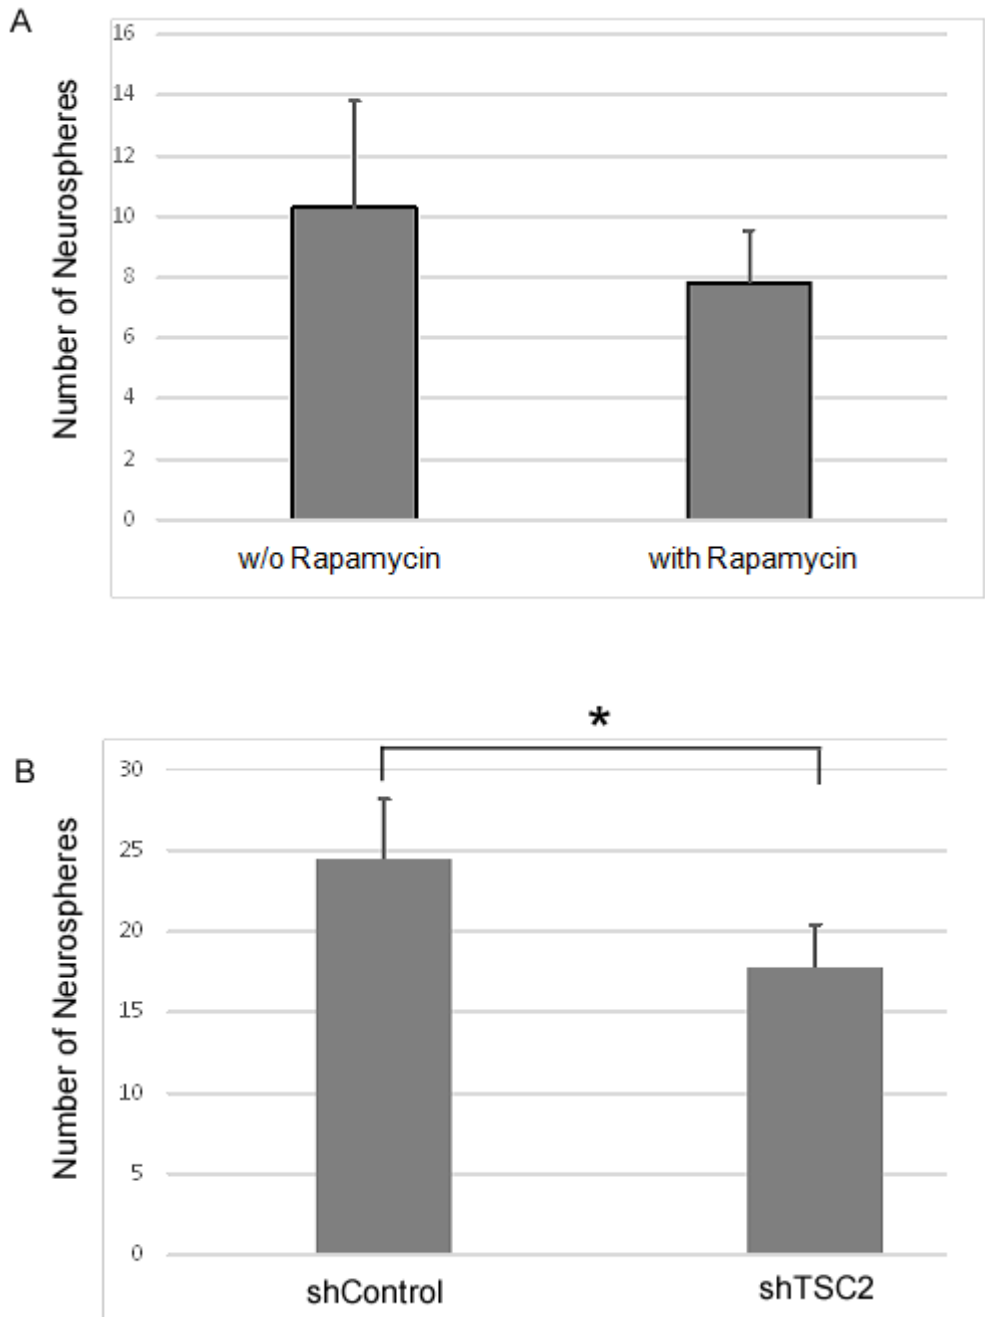 A
Number of Neurospheres
16
14
12
10
8
6
4
2
0
w/o Rapamycin
with Rapamycin
*
B
Number of Neurospheres
30
25
20
15
10
5
0
shControl
shTSC2